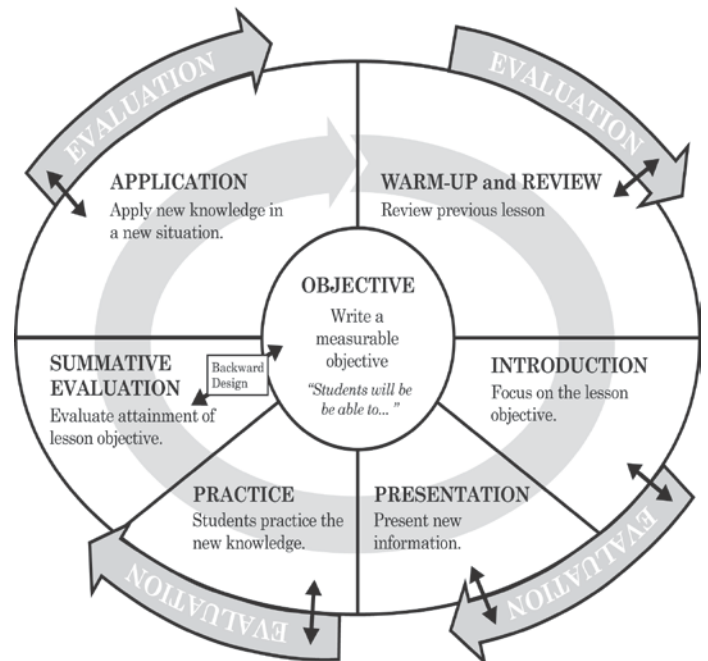 EVALUATION
EVALUATION
APPLICATION
Apply new knowledge in
a new situation.
WARM-UP and REVIEW
Review previous lesson
OBJECTIVE
Write a
measurable
objective
“Students will be
be able to... ”
SUMMATIVE
EVALUATION
Evaluate attainment of
lesson objective.
Backward
Design
INTRODUCTION
Focus on the lesson
objective.
PRACTICE
Students practice the
new knowledge.
PRESENTATION
Present new
information.
EVALUATION
EVALUATION